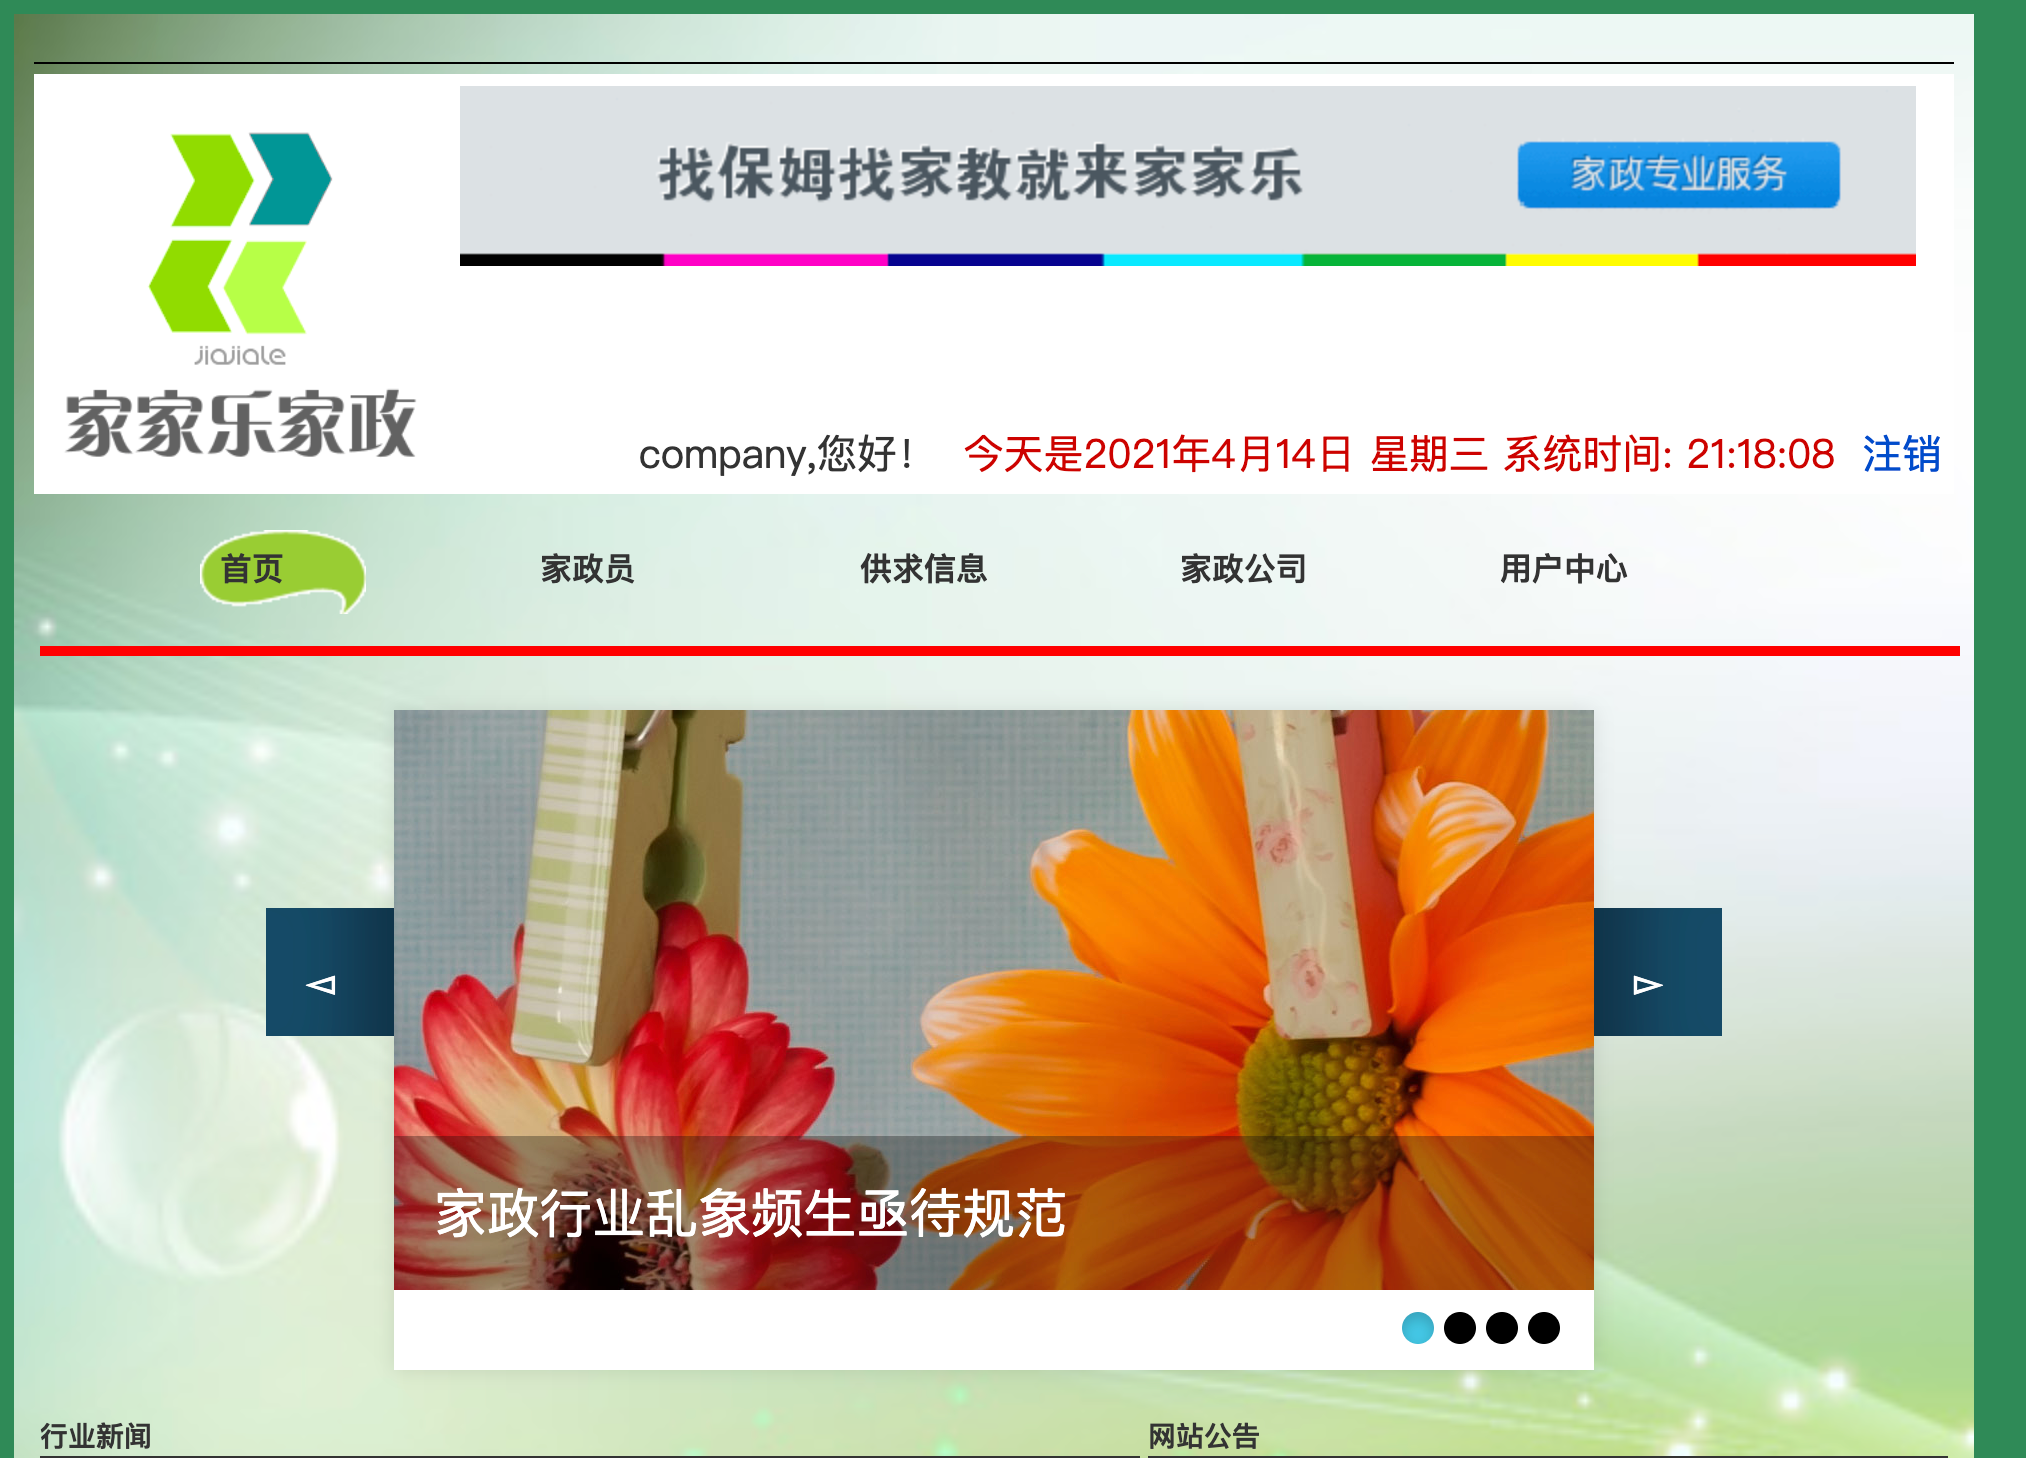 找保姆找家教就来家家乐
家政专业服务
jiajiale
家家乐家政
company,您好！ 今天是2021年4月14日 星期三 系统时间: 21:18:08 注销
首页 家政员 供求信息 家政公司 用户中心
家政行业乱象频生亟待规范
行业新闻 网站公告